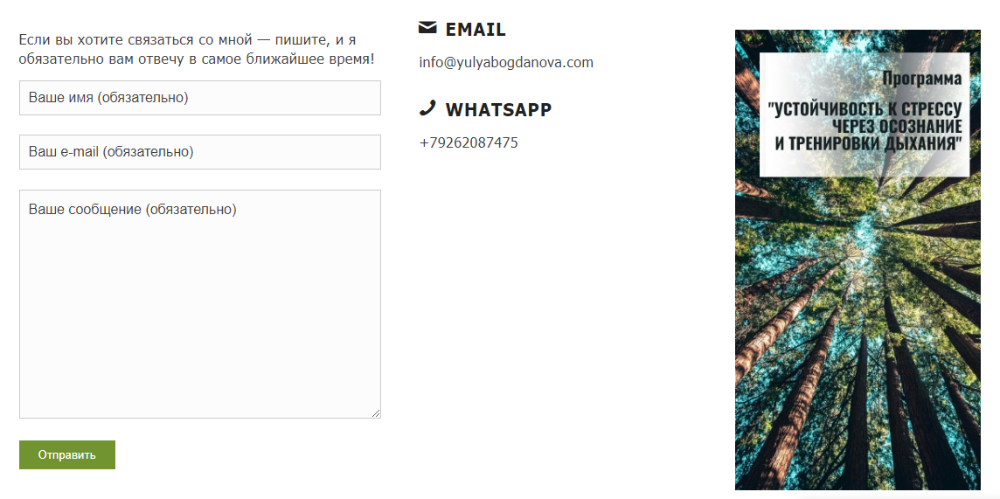 Если вы хотите связаться со мной — пишите, и я
обязательно вам отвечу в самое ближайшее время!
Ваше имя (обязательно)
Ваш e-mail (обязательно)
Ваше сообщение (обязательно)
Отправить
EMAIL
info@yulyabogdanova.com
WHATSAPP
+79262087475
Программа
"УСТОЙЧИВОСТЬ К СТРЕССУ
ЧЕРЕЗ ОСОЗНАНИЕ
И ТРЕНИРОВКИ ДЫХАНИЯ"